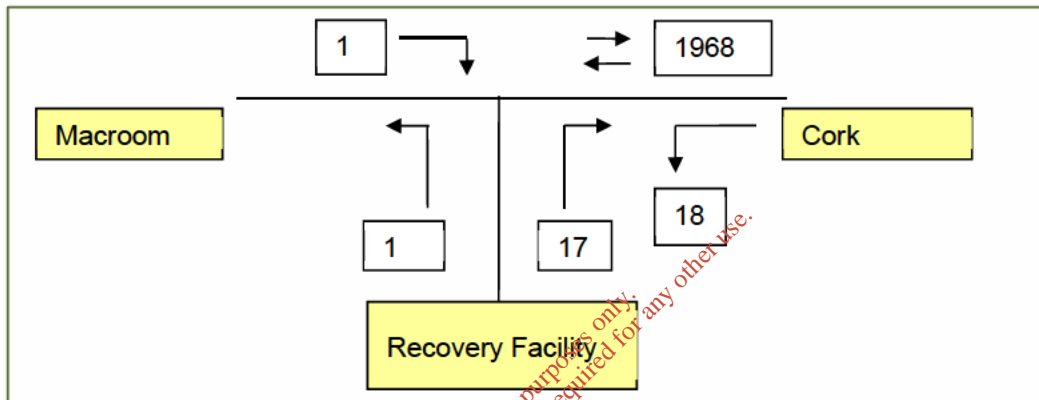 1
1968
Macroom
Cork
1
17
18
Recovery Facility
purposes only.
required for any other use.